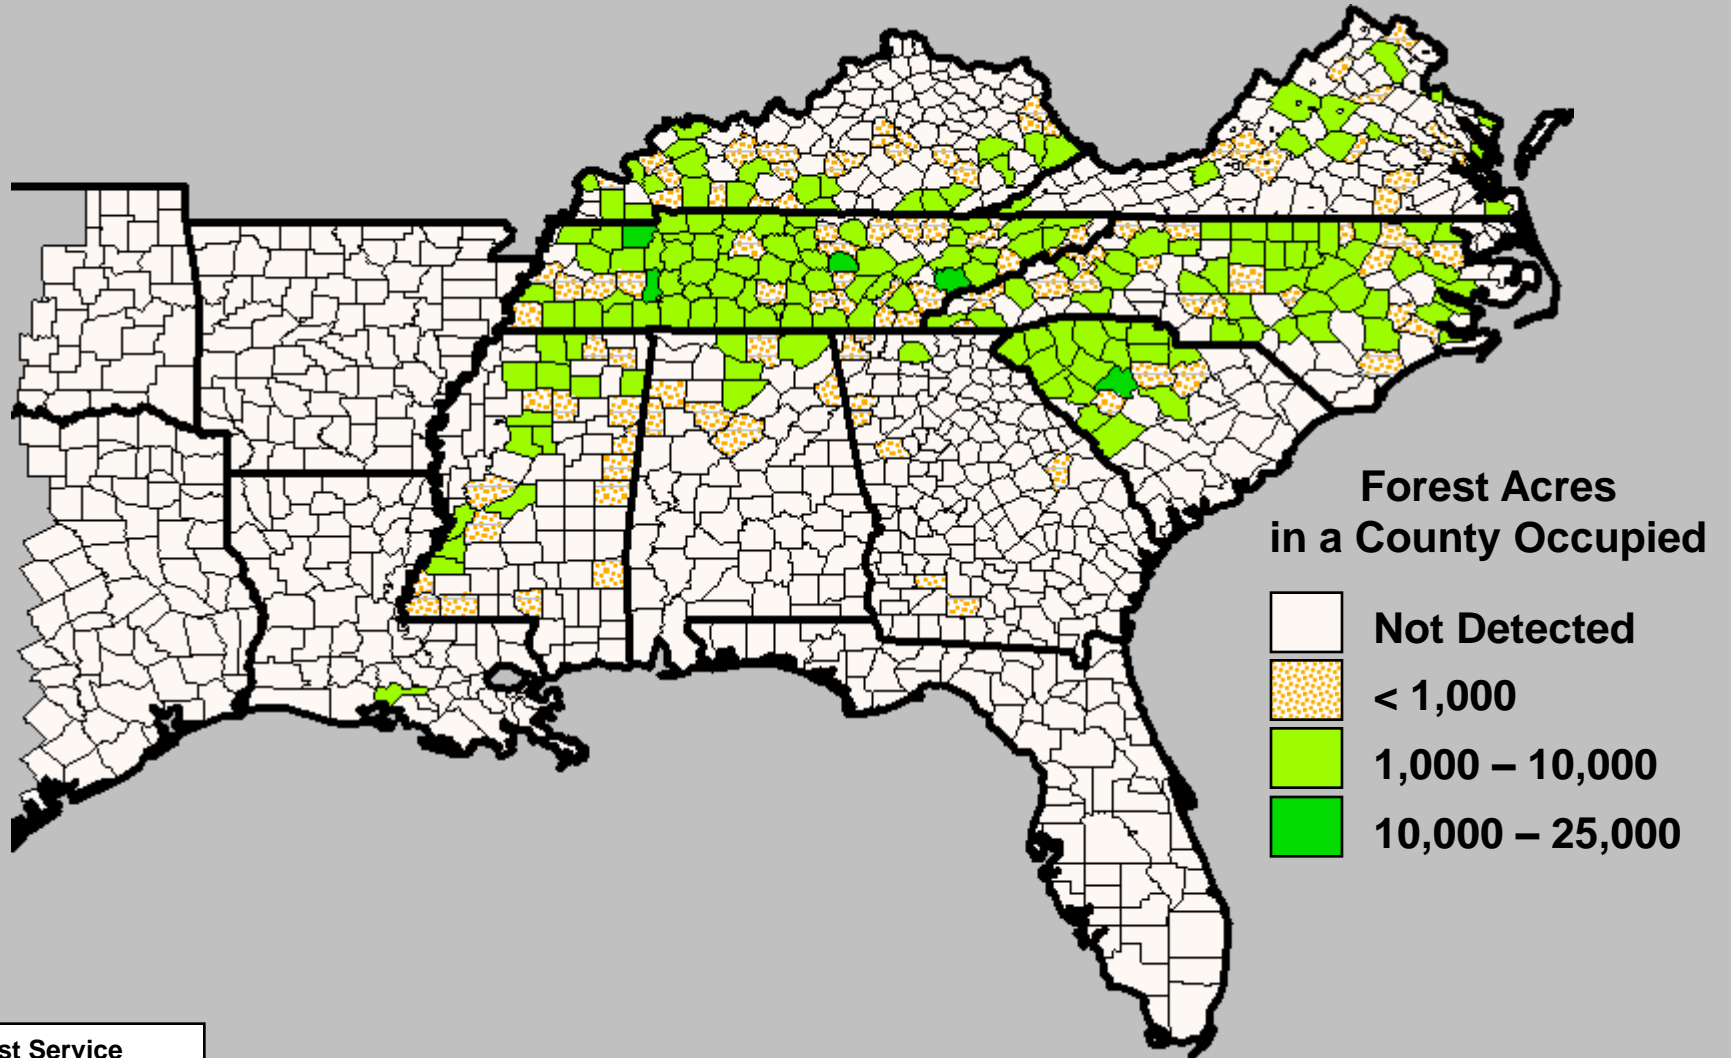 Forest Acres
in a County Occupied
Not Detected
< 1,000
1,000 – 10,000
10,000 – 25,000
st Service